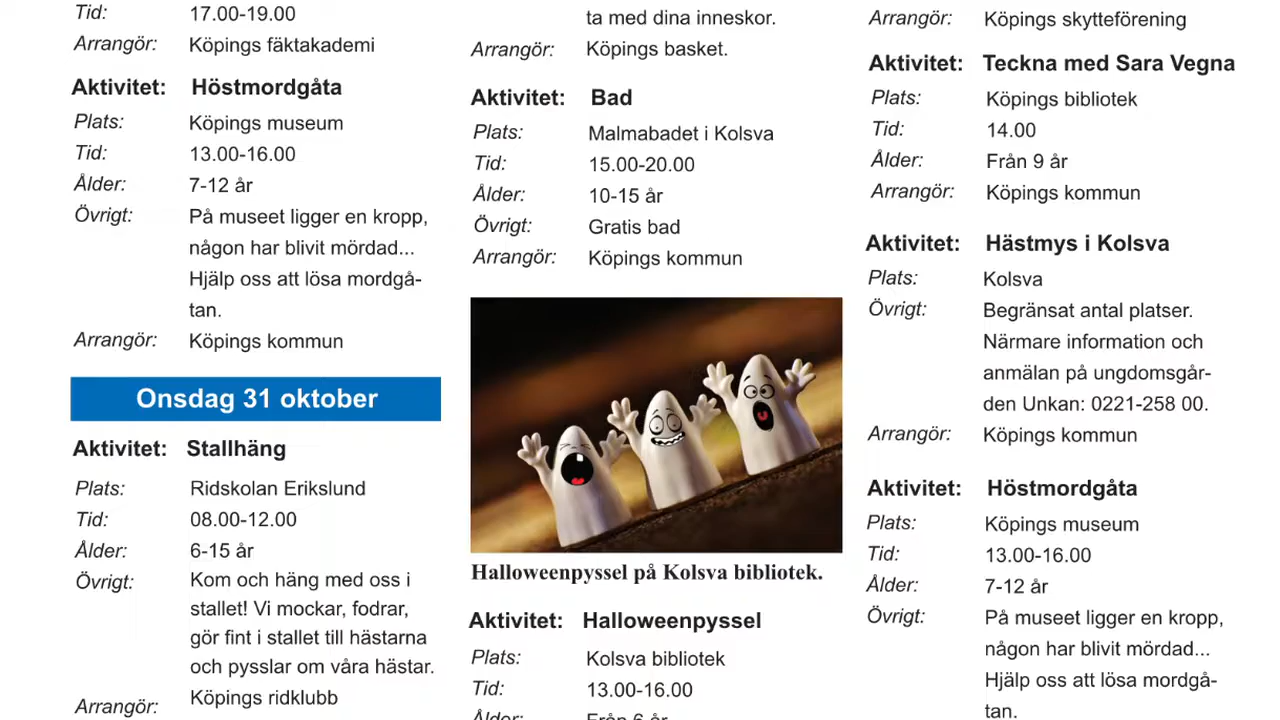 Tid: 17.00-19.00
Arrangör: Köpings fäktakademi
Aktivitet: Höstmordgåta
Plats: Köpings museum
Tid: 13.00-16.00
Ålder: 7-12 år
Övrigt: På museet ligger en kropp,
någon har blivit mördad...
Hjälp oss att lösa mordgå-
tan.
Arrangör: Köpings kommun
Onsdag 31 oktober
Aktivitet: Stallhäng
Plats: Ridskolan Erikslund
Tid: 08.00-12.00
Ålder: 6-15 år
Övrigt: Kom och häng med oss i
stallet! Vi mockar, fodrar,
gör fint i stallet till hästarna
och pysslar om våra hästar.
Arrangör: Köpings ridklubb
ta med dina inneskor.
Arrangör: Köpings basket.
Aktivitet: Bad
Plats: Malmabadet i Kolsva
Tid: 15.00-20.00
Ålder: 10-15 år
Övrigt: Gratis bad
Arrangör: Köpings kommun
Halloweenpyssel på Kolsva bibliotek.
Aktivitet: Halloweenpyssel
Plats: Kolsva bibliotek
Tid: 13.00-16.00
Ålder: Från 6 år
Arrangör: Köpings skytteförening
Aktivitet: Teckna med Sara Vegna
Plats: Köpings bibliotek
Tid: 14.00
Ålder: Från 9 år
Arrangör: Köpings kommun
Aktivitet: Hästmys i Kolsva
Plats: Kolsva
Övrigt: Begränsat antal platser.
Närmare information och
anmälan på ungdomsgår-
den Unkan: 0221-258 00.
Arrangör: Köpings kommun
Aktivitet: Höstmordgåta
Plats: Köpings museum
Tid: 13.00-16.00
Ålder: 7-12 år
Övrigt: På museet ligger en kropp,
någon har blivit mördad...
Hjälp oss att lösa mordgå-
tan.